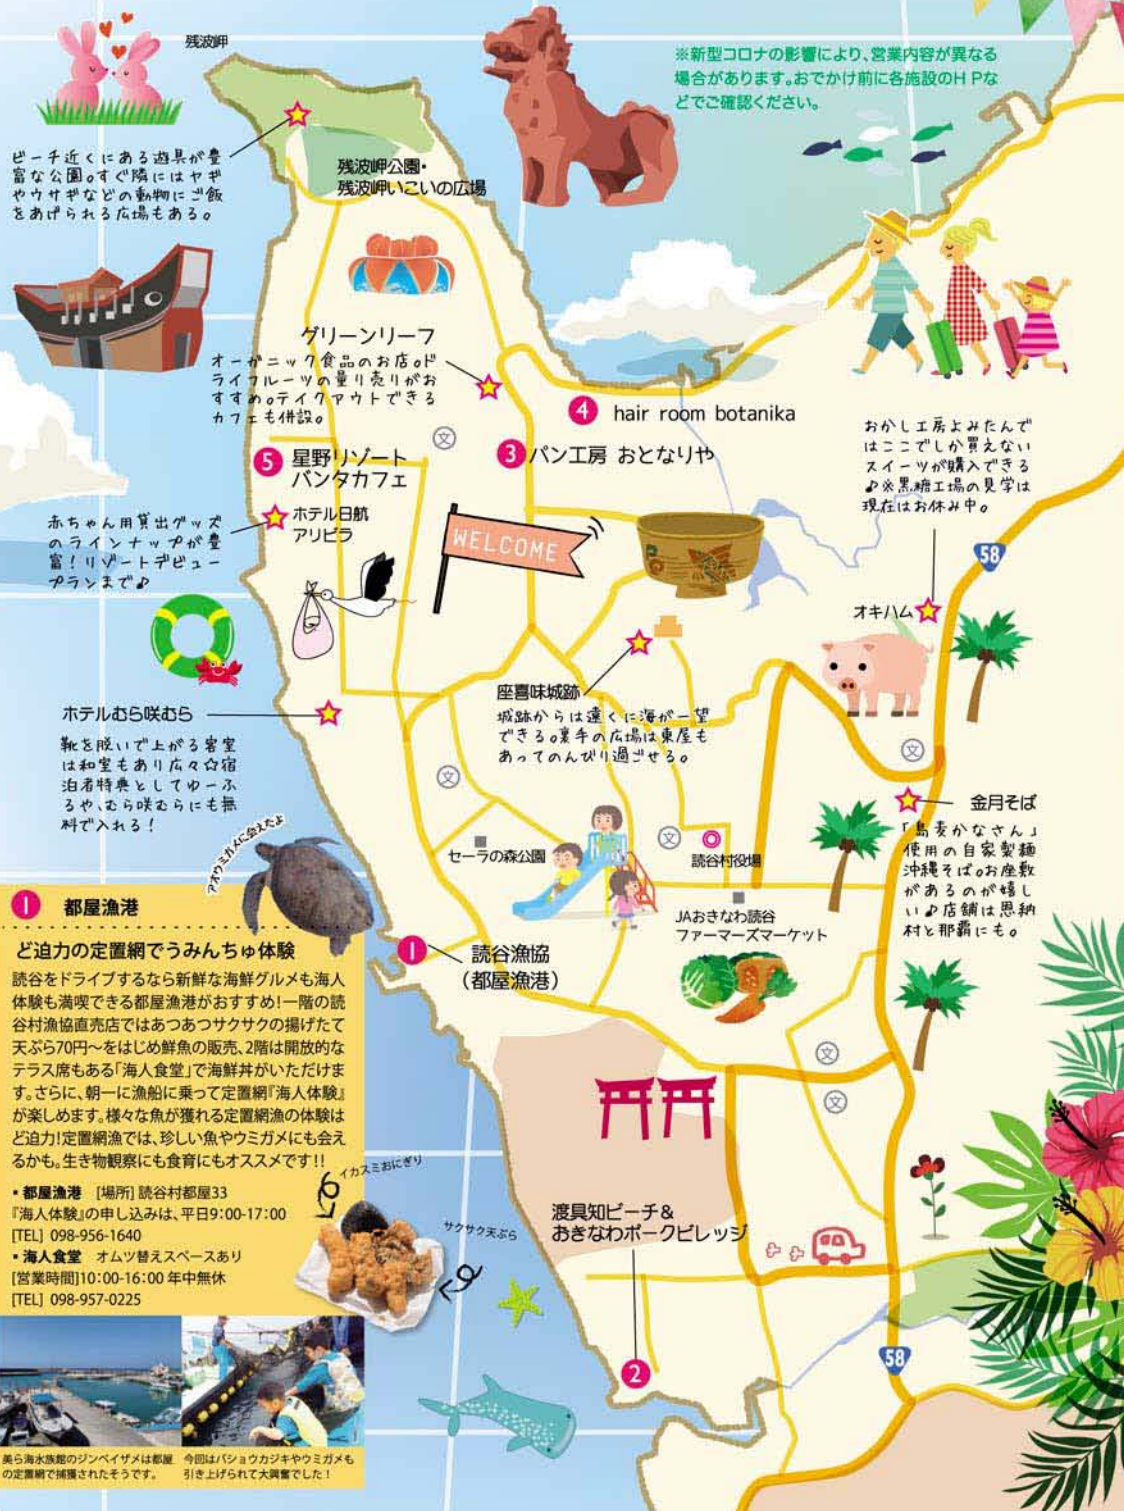 残波岬
※新型コロナの影響により、営業内容が異なる
場合があります。おでかけ前に各施設のＨＰな
どでご確認ください。
ビーチ近くにある遊具が豊
富な公園。すぐ隣にはヤギ
やウサギなどの動物にご飯
をあげられる広場もある。
残波岬公園・
残波岬いこいの広場
グリーンリーフ
オーガニック食品のお店。ド
ライフルーツの量り売りがお
すすめ。テイクアウトできる
カフェも併設。
4 hair room botanika
3 パン工房 おとなりや
文
5 星野リゾート
バンタカフェ
おかし工房よみたんで
はここでしか買えない
スイーツが購入できる
♪※黒糖工場の見学は
現在はお休み中。
赤ちゃん用貸出グッズ
のラインナップが豊
富！リゾートデビュー
プランまで♪
ホテル日航
アリビラ
WELCOME
58
オキハム
座喜味城跡
城跡からは遠くに海が一望
できる。裏手の広場は東屋も
あってのんびり過ごせる。
ホテルむら咲むら
靴を脱いで上がる客室
は和室もあり広々☆宿
泊者特典としてゆーふ
るや、むら咲むらにも無
料で入れる！
文
文
金月そば
「島麦かなさん」
使用の自家製麺
沖縄そば。お座敷
があるのが嬉し
い♪店舗は恩納
村と那覇にも。
アオウミガメに会えたよ
セーラの森公園
文
読谷村役場
JAおきなわ読谷
ファーマーズマーケット
1 読谷漁協
（都屋漁港）
1 都屋漁港
ど迫力の定置網でうみんちゅ体験
読谷をドライブするなら新鮮な海鮮グルメも海人
体験も満喫できる都屋漁港がおすすめ！一階の読
谷村漁協直売店ではあつあつサクサクの揚げたて
天ぷら70円〜をはじめ鮮魚の販売、2階は開放的な
テラス席もある「海人食堂」で海鮮丼がいただけま
す。さらに、朝一に漁船に乗って定置網『海人体験』
が楽しめます。様々な魚が獲れる定置網漁の体験は
ど迫力！定置網漁では、珍しい魚やウミガメにも会え
るかも。生き物観察にも食育にもオススメです!!
・都屋漁港 [場所] 読谷村都屋33
『海人体験』の申し込みは、平日9:00-17:00
[TEL] 098-956-1640
・海人食堂 オムツ替えスペースあり
[営業時間]10:00-16:00 年中無休
[TEL] 098-957-0225
イカスミおにぎり
サクサク天ぷら
美ら海水族館のジンベイザメは都屋
の定置網で捕獲されたそうです。
今回はバショウカジキやウミガメも
引き上げられて大興奮でした！
文
文
渡具知ビーチ＆
おきなわポークビレッジ
58
2